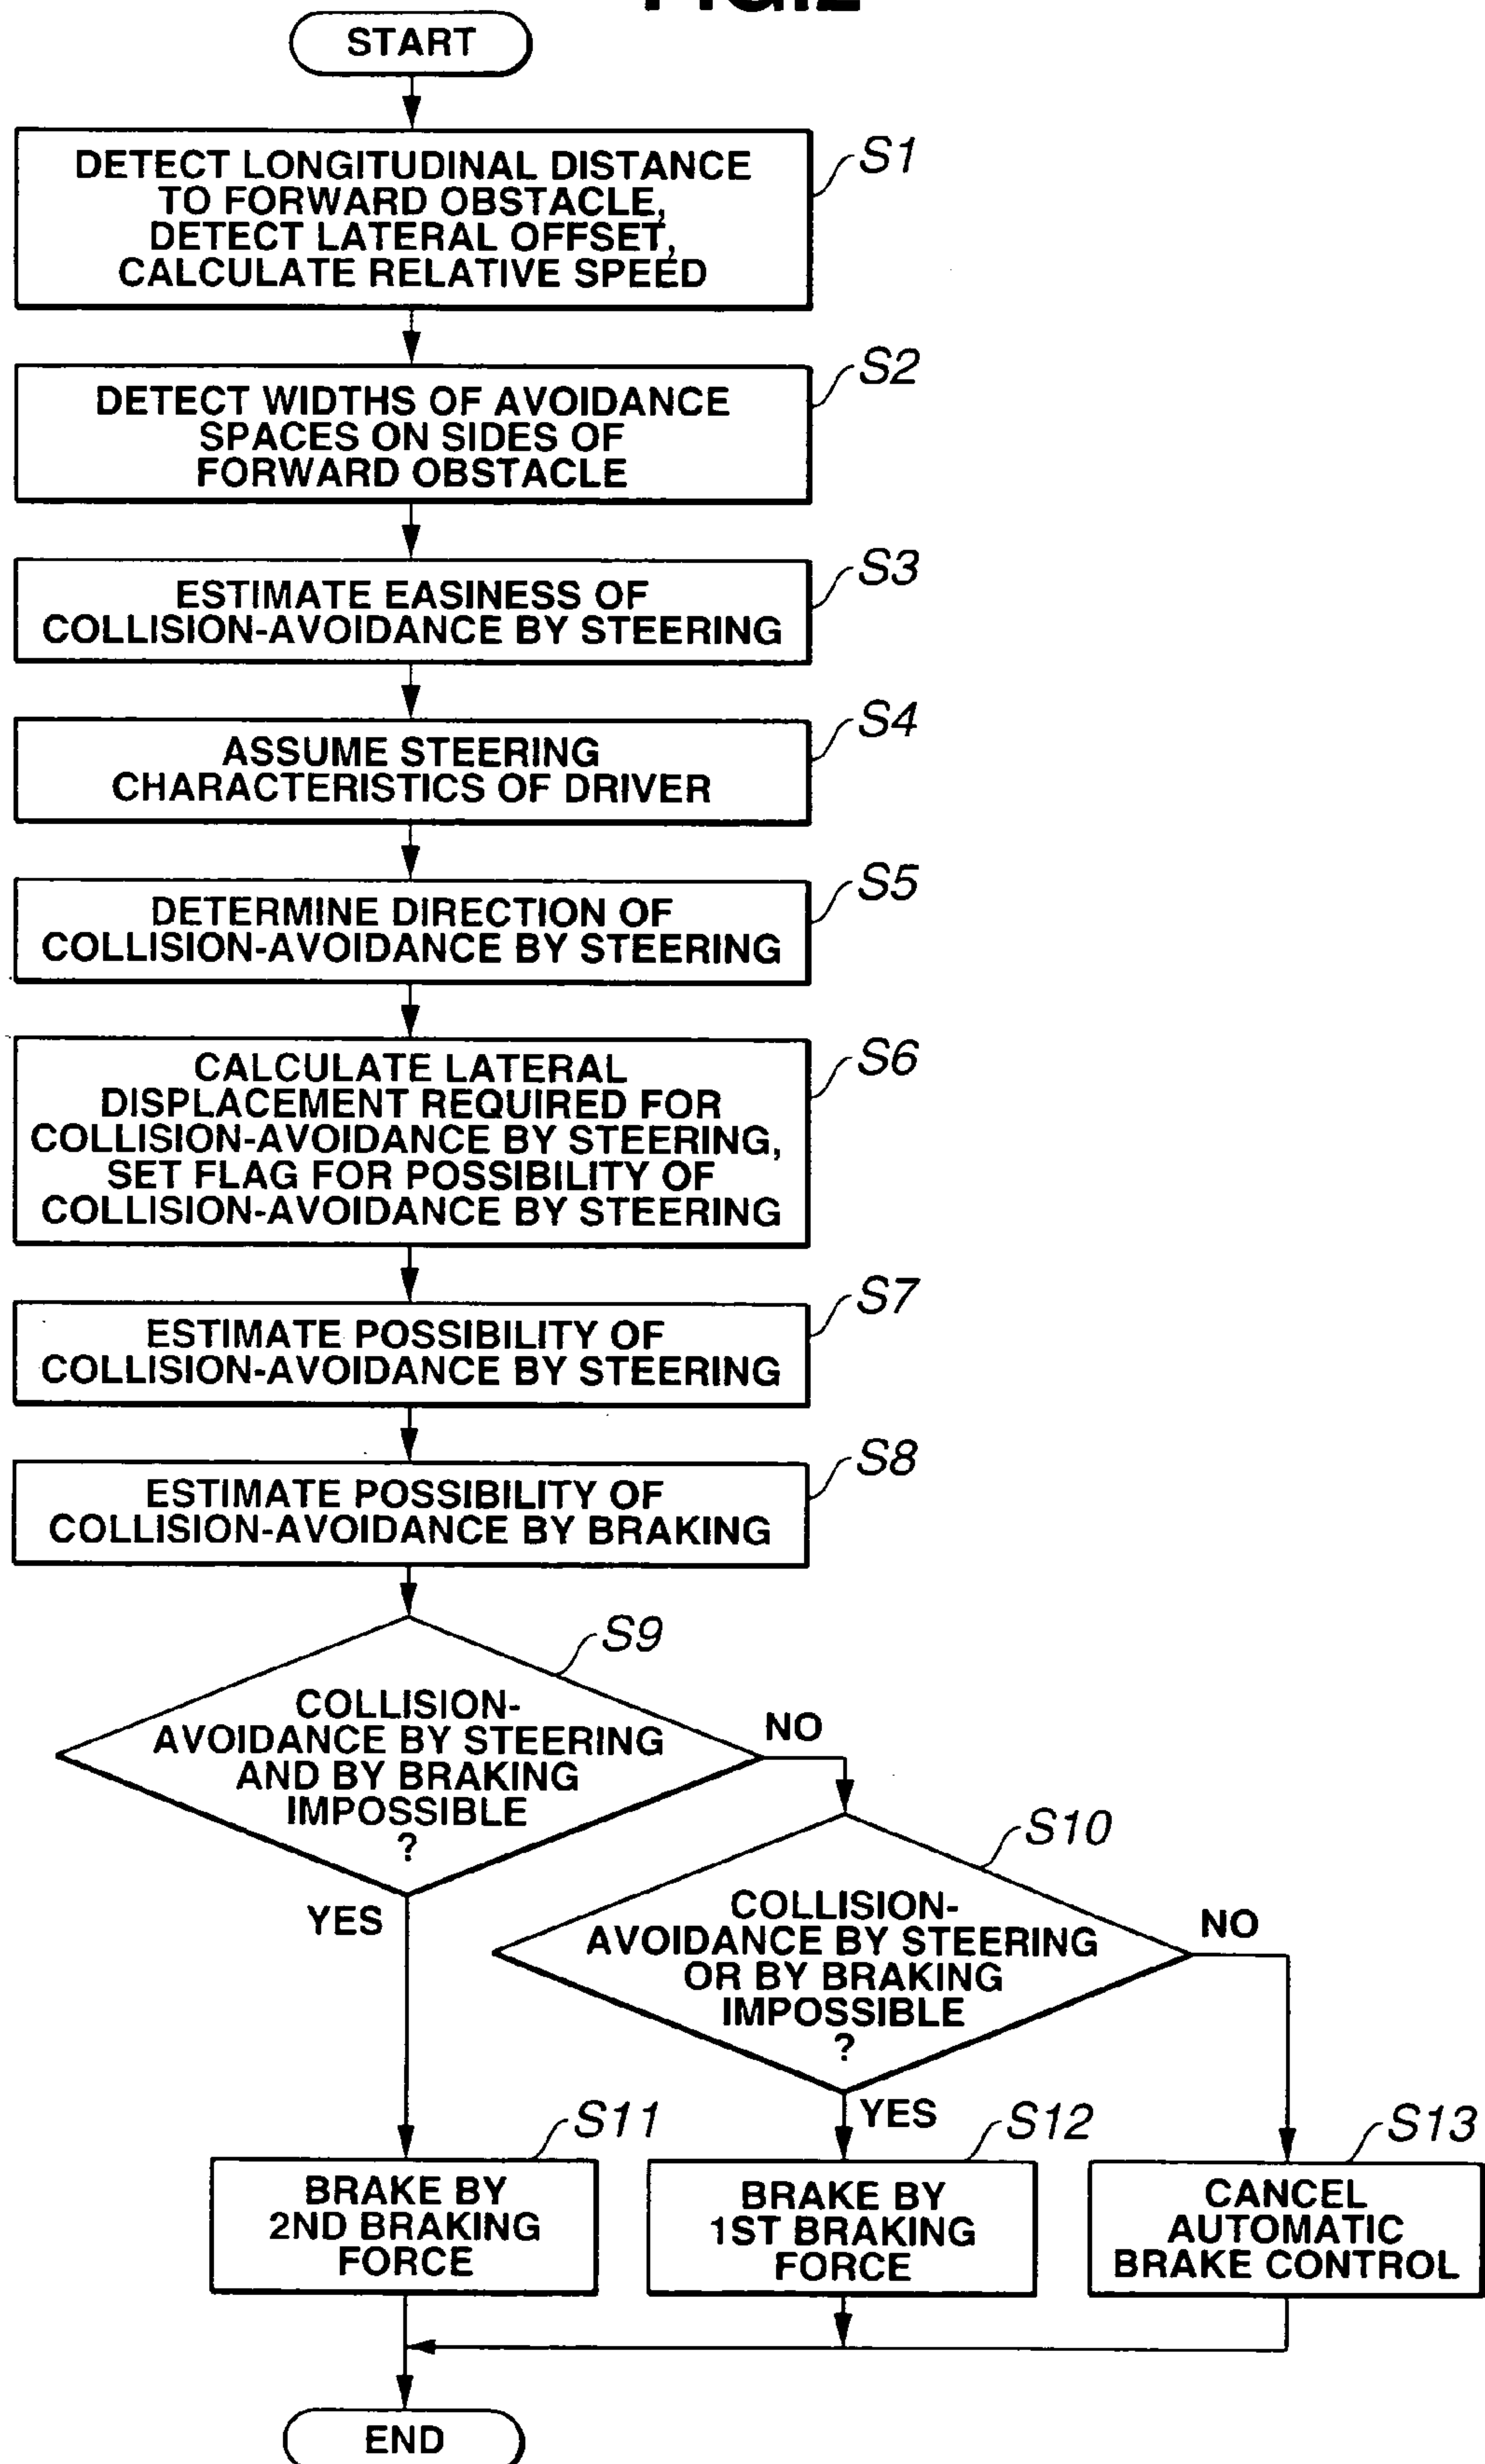 START
DETECT LONGITUDINAL DISTANCE
TO FORWARD OBSTACLE,
DETECT LATERAL OFFSET,
CALCULATE RELATIVE SPEED
S1
DETECT WIDTHS OF AVOIDANCE
SPACES ON SIDES OF
FORWARD OBSTACLE
S2
ESTIMATE EASINESS OF
COLLISION-AVOIDANCE BY STEERING
S3
ASSUME STEERING
CHARACTERISTICS OF DRIVER
S4
DETERMINE DIRECTION OF
COLLISION-AVOIDANCE BY STEERING
S5
CALCULATE LATERAL
DISPLACEMENT REQUIRED FOR
COLLISION-AVOIDANCE BY STEERING,
SET FLAG FOR POSSIBILITY OF
COLLISION-AVOIDANCE BY STEERING
S6
ESTIMATE POSSIBILITY OF
COLLISION-AVOIDANCE BY STEERING
S7
ESTIMATE POSSIBILITY OF
COLLISION-AVOIDANCE BY BRAKING
S8
S9
COLLISION-
AVOIDANCE BY STEERING
AND BY BRAKING
IMPOSSIBLE
?
NO
YES
S10
COLLISION-
AVOIDANCE BY STEERING
OR BY BRAKING
IMPOSSIBLE
?
NO
YES
S11
BRAKE BY
2ND BRAKING
FORCE
S12
BRAKE BY
1ST BRAKING
FORCE
S13
CANCEL
AUTOMATIC
BRAKE CONTROL
END